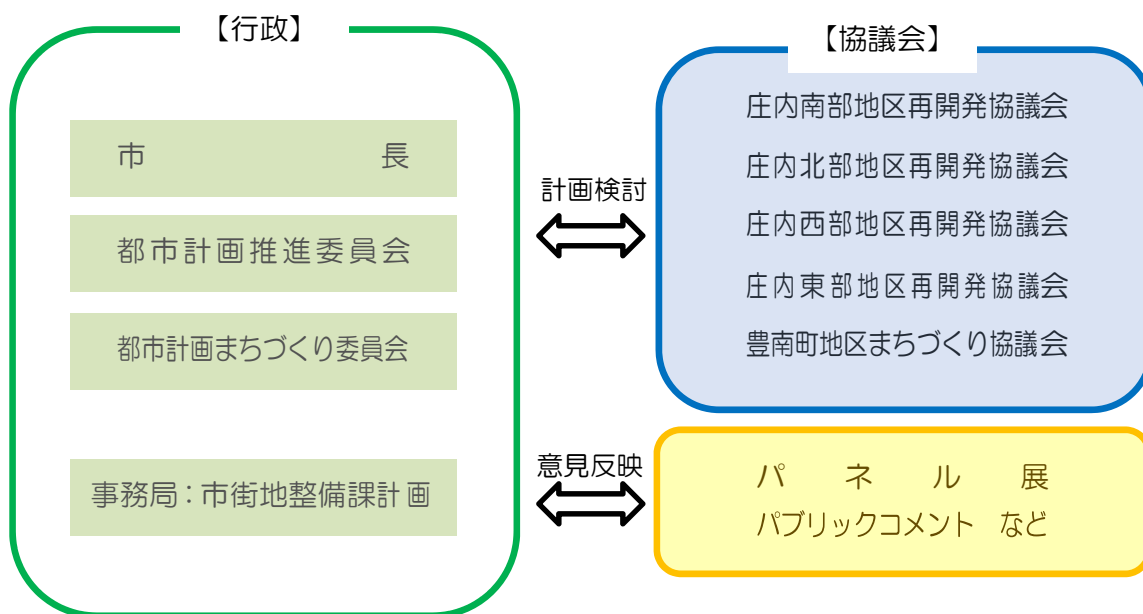 【行政】
市長
都市計画推進委員会
都市計画まちづくり委員会
事務局：市街地整備課計画
計画検討
意見反映
【協議会】
庄内南部地区再開発協議会
庄内北部地区再開発協議会
庄内西部地区再開発協議会
庄内東部地区再開発協議会
豊南町地区まちづくり協議会
パネル展
パブリックコメント など